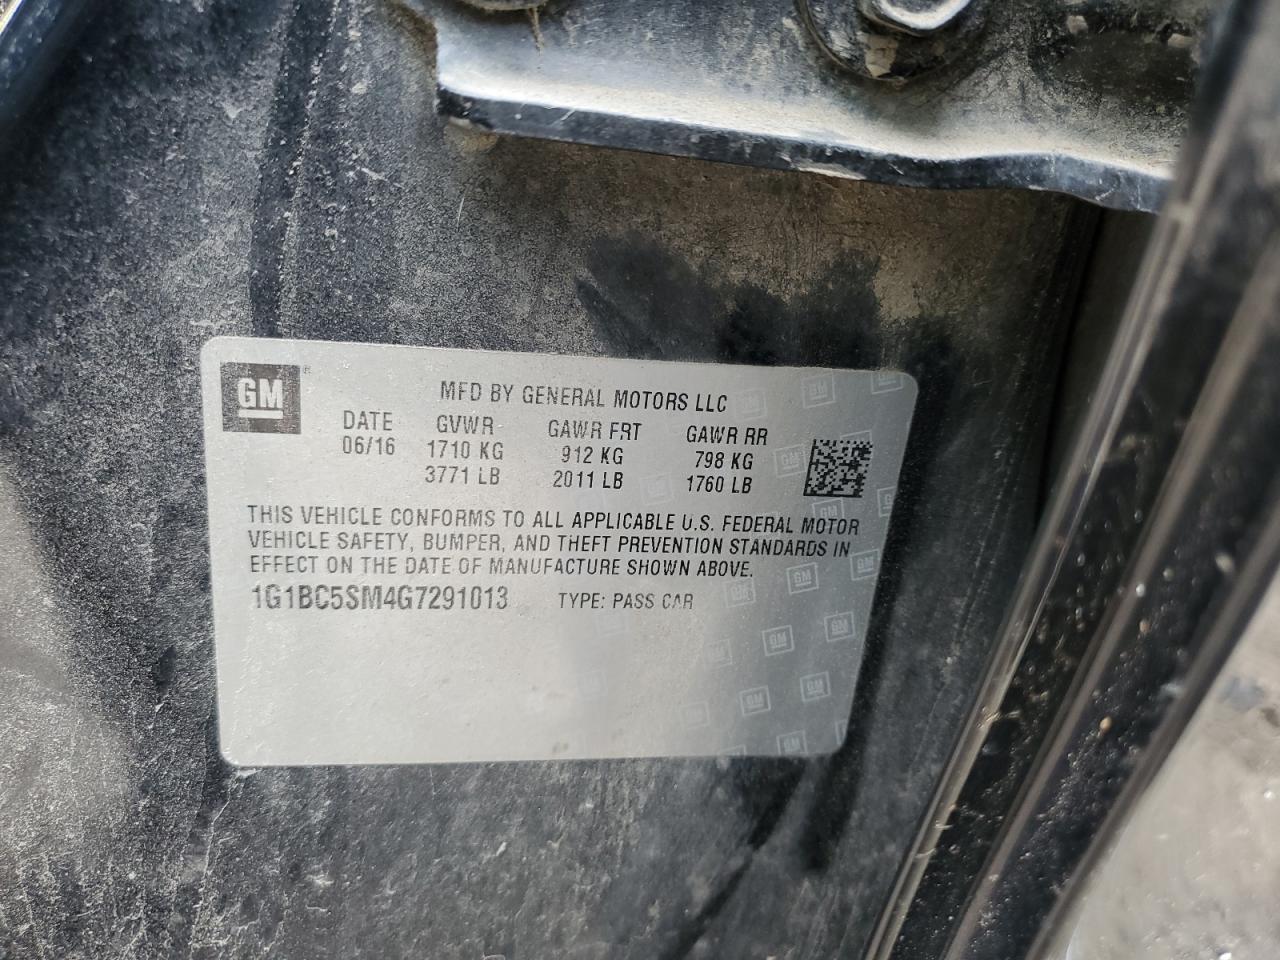 GM
MFD BY GENERAL MOTORS LLC
DATE GVWR GAWR FRT GAWR RR
06/16 1710 KG 912 KG 798 KG
3771 LB 2011 LB 1760 LB
THIS VEHICLE CONFORMS TO ALL APPLICABLE U.S. FEDERAL MOTOR
VEHICLE SAFETY, BUMPER, AND THEFT PREVENTION STANDARDS IN
EFFECT ON THE DATE OF MANUFACTURE SHOWN ABOVE.
1G1BC5SM4G7291013 TYPE: PASS CAR